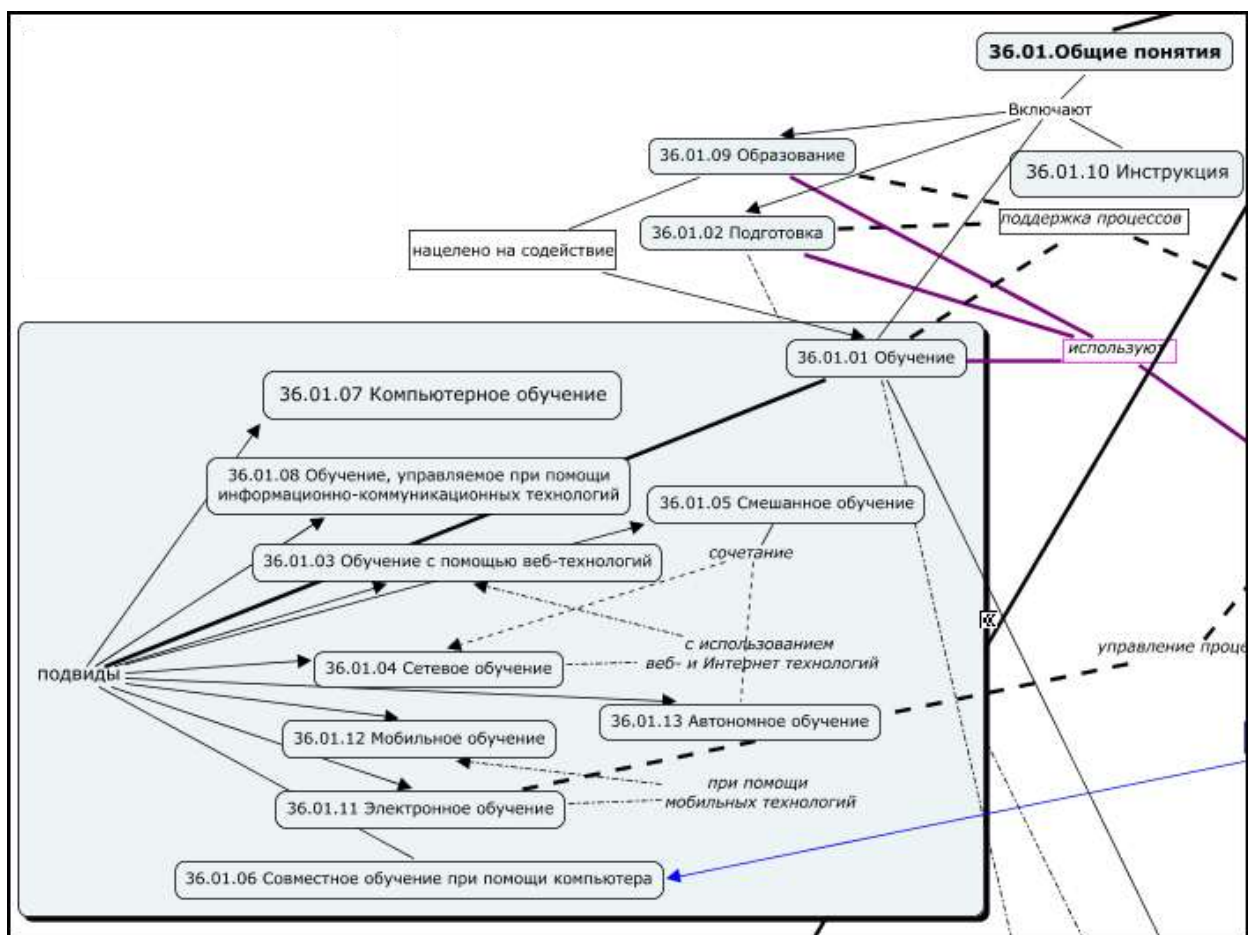 36.01.Общие понятия
Включают
36.01.09 Образование
36.01.10 Инструкция
поддержка процессов
36.01.02 Подготовка
нацелено на содействие
используют
36.01.01 Обучение
36.01.07 Компьютерное обучение
36.01.08 Обучение, управляемое при помощи
информационно-коммуникационных технологий
36.01.05 Смешанное обучение
сочетание
36.01.03 Обучение с помощью веб-технологий
с использованием
веб- и Интернет технологий
управление проце
36.01.04 Сетевое обучение
подвиды
36.01.13 Автономное обучение
36.01.12 Мобильное обучение
при помощи
мобильных технологий
36.01.11 Электронное обучение
36.01.06 Совместное обучение при помощи компьютера